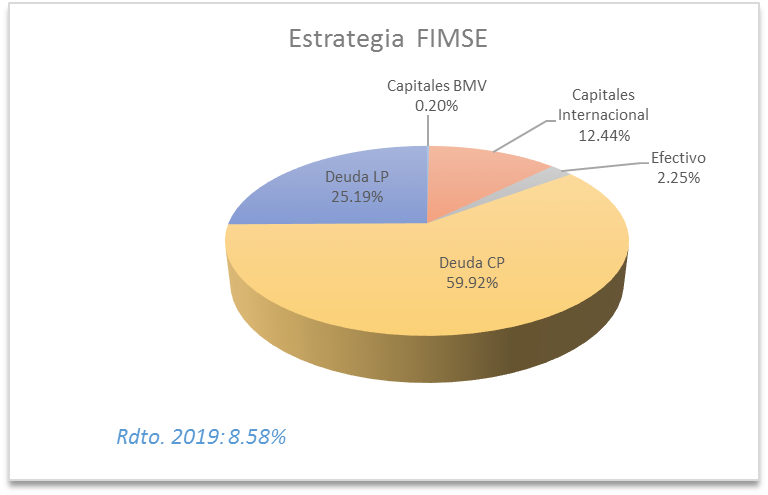 Estrategia FIMSE
Capitales BMV
0.20%
Capitales
Internacional
12.44%
Efectivo
2.25%
Deuda LP
25.19%
Deuda CP
59.92%
Rdto. 2019: 8.58%